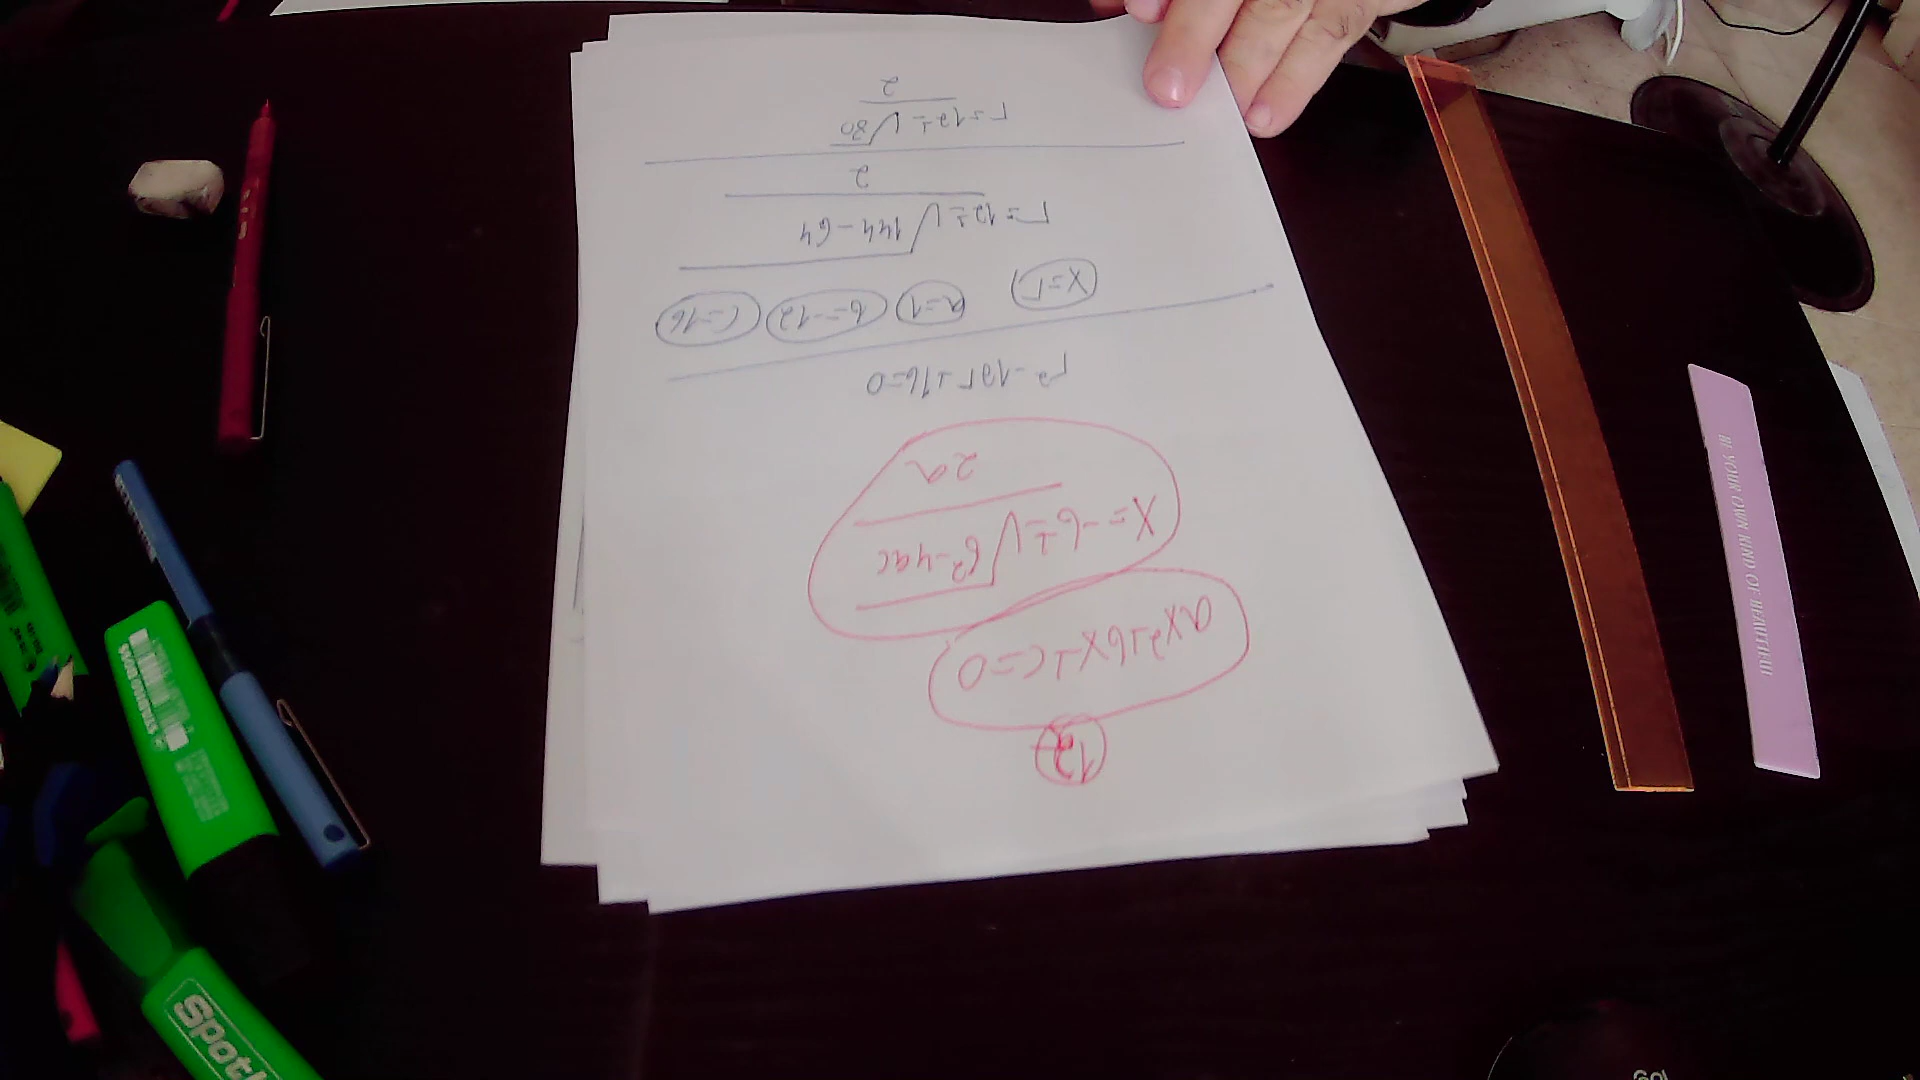 12
ax²+bx+c=0
x=-b±√b²-4ac
2a
r²-12r+16=0
x=r a=1 b=-12 c=16
r=12±√144-64
2
r=12±√80
2
BE YOUR OWN KIND OF BEAUTIFUL